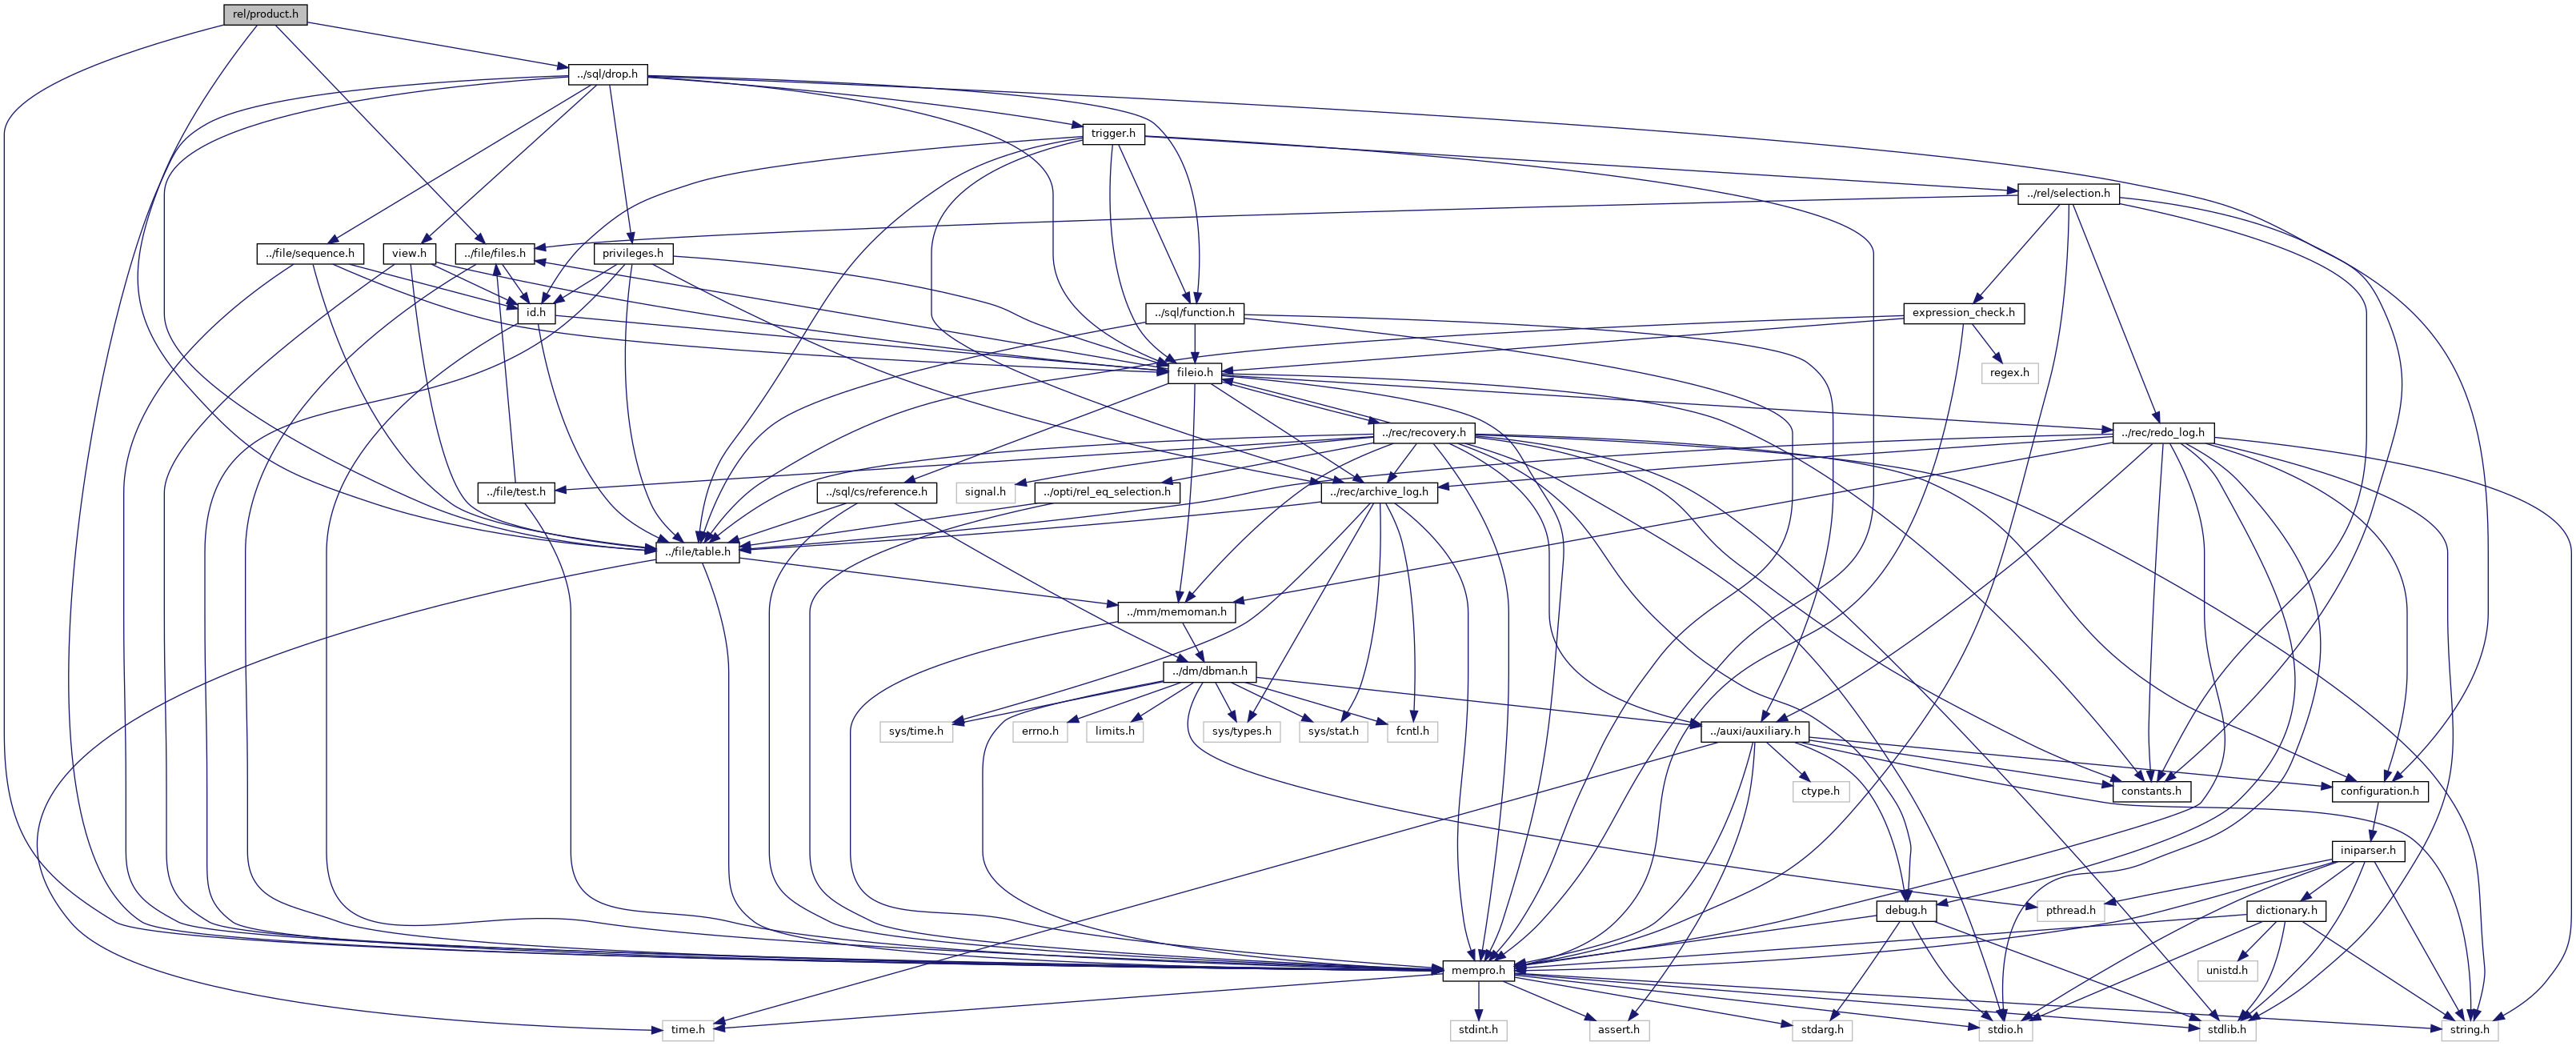 rel/product.h
../sql/drop.h
trigger.h
../rel/selection.h
../file/sequence.h
view.h
../file/files.h
privileges.h
id.h
../sql/function.h
expression_check.h
fileio.h
regex.h
../rec/recovery.h
../rec/redo_log.h
../file/test.h
../sql/cs/reference.h
signal.h
../opti/rel_eq_selection.h
../rec/archive_log.h
../file/table.h
../mm/memoman.h
../dm/dbman.h
sys/time.h
errno.h
limits.h
sys/types.h
sys/stat.h
fcntl.h
../auxi/auxiliary.h
ctype.h
constants.h
configuration.h
iniparser.h
debug.h
pthread.h
dictionary.h
mempro.h
unistd.h
time.h
stdint.h
assert.h
stdarg.h
stdio.h
stdlib.h
string.h